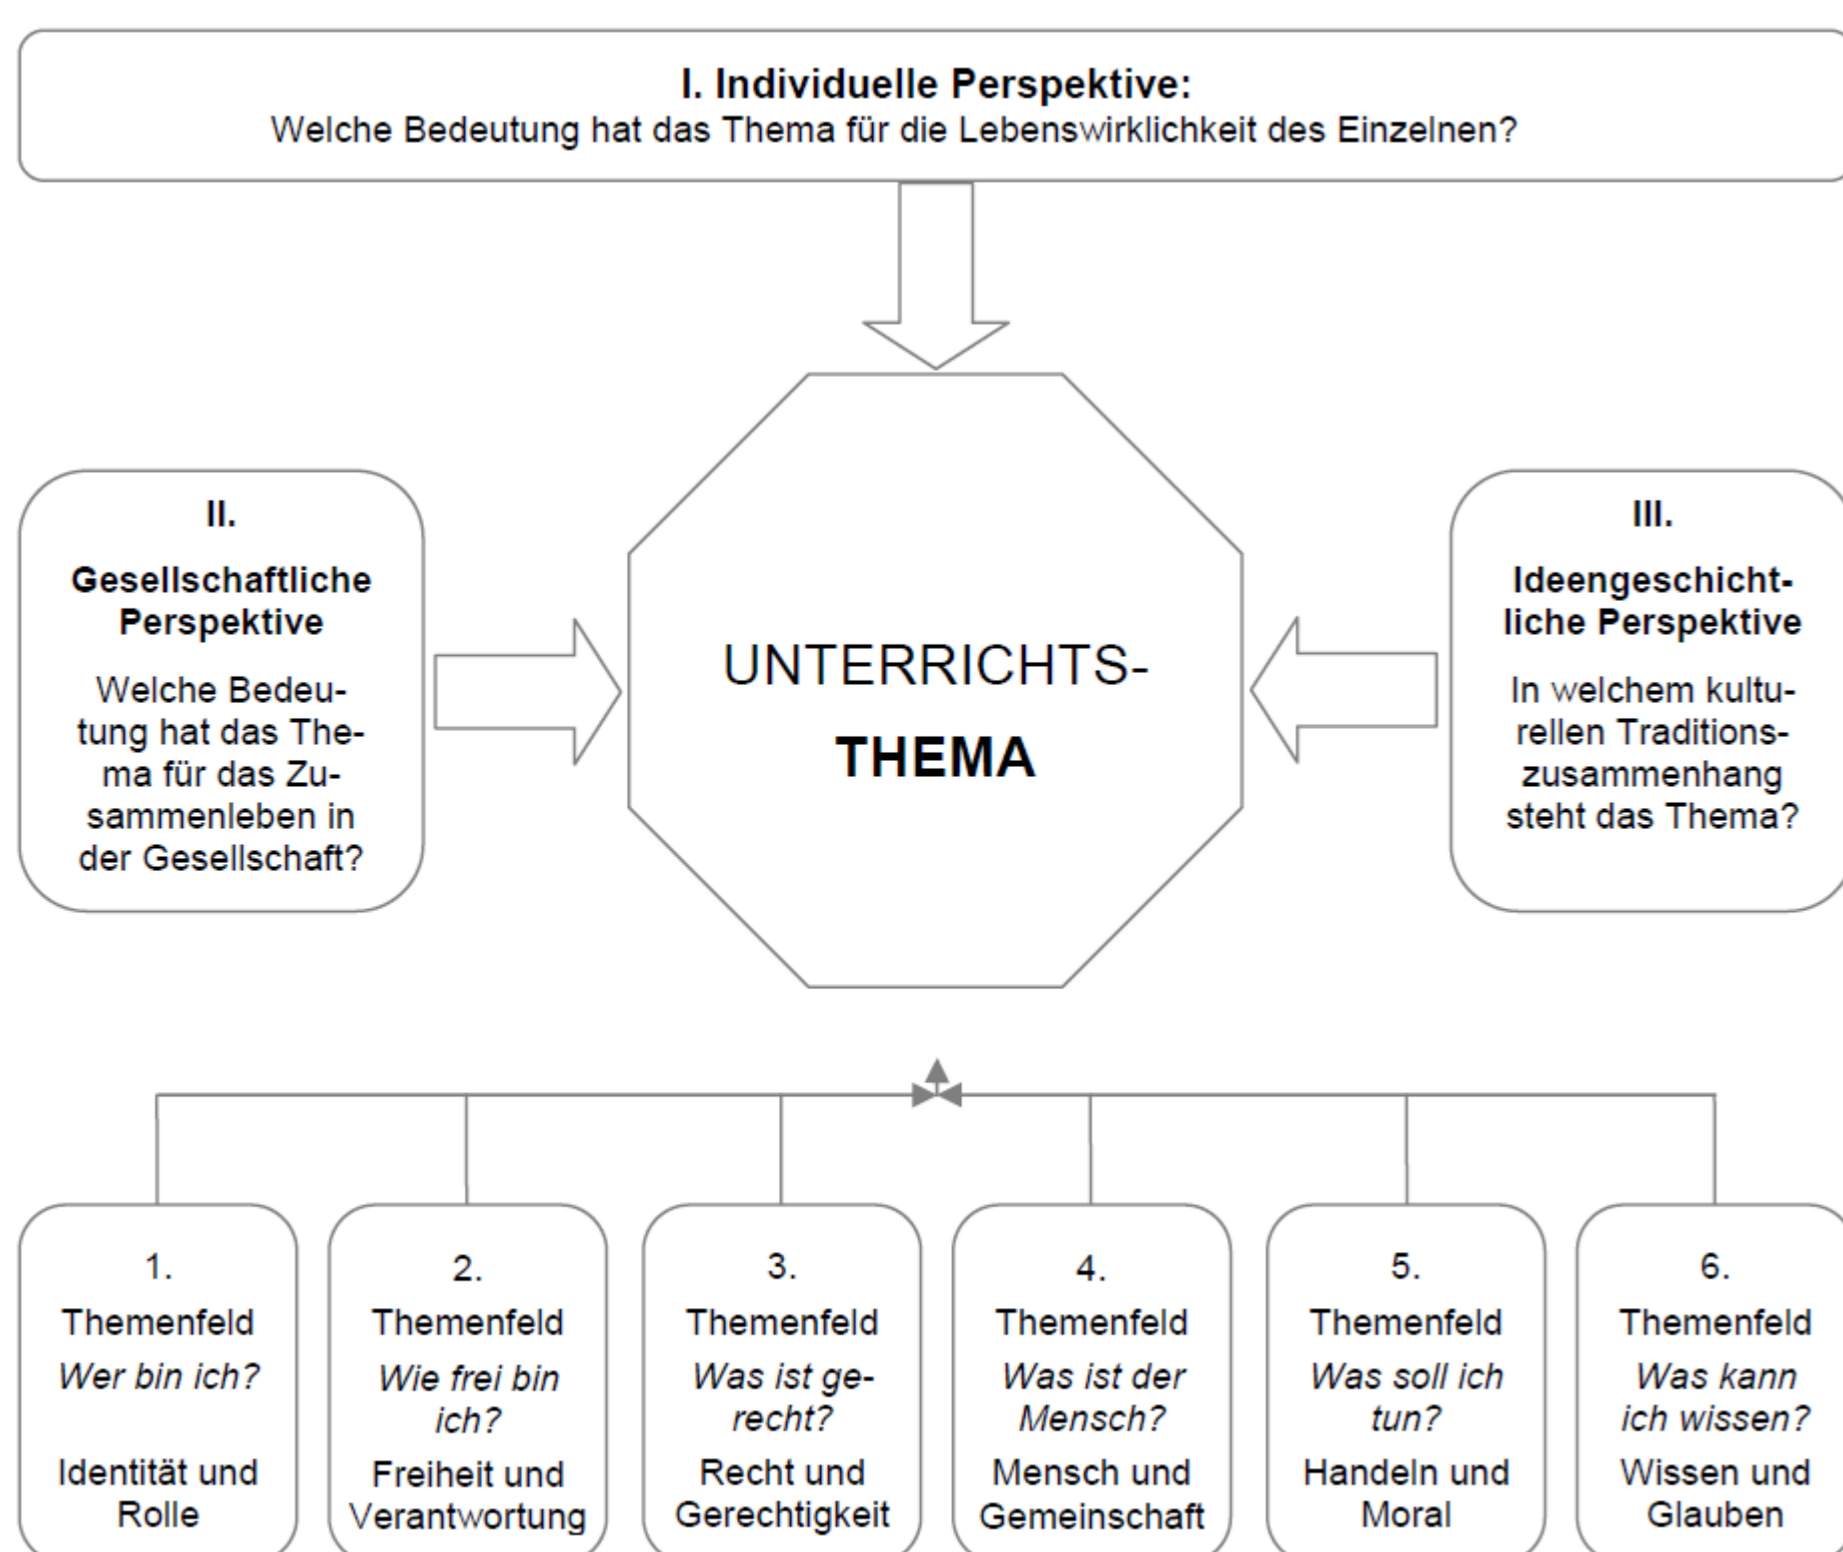 I. Individuelle Perspektive:
Welche Bedeutung hat das Thema für die Lebenswirklichkeit des Einzelnen?
II.
Gesellschaftliche
Perspektive
Welche Bedeu-
tung hat das The-
ma für das Zu-
sammenleben in
der Gesellschaft?
UNTERRICHTS-
THEMA
III.
Ideengeschicht-
liche Perspektive
In welchem kultu-
rellen Traditions-
zusammenhang
steht das Thema?
1.
Themenfeld
Wer bin ich?
Identität und
Rolle
2.
Themenfeld
Wie frei bin
ich?
Freiheit und
Verantwortung
3.
Themenfeld
Was ist ge-
recht?
Recht und
Gerechtigkeit
4.
Themenfeld
Was ist der
Mensch?
Mensch und
Gemeinschaft
5.
Themenfeld
Was soll ich
tun?
Handeln und
Moral
6.
Themenfeld
Was kann
ich wissen?
Wissen und
Glauben